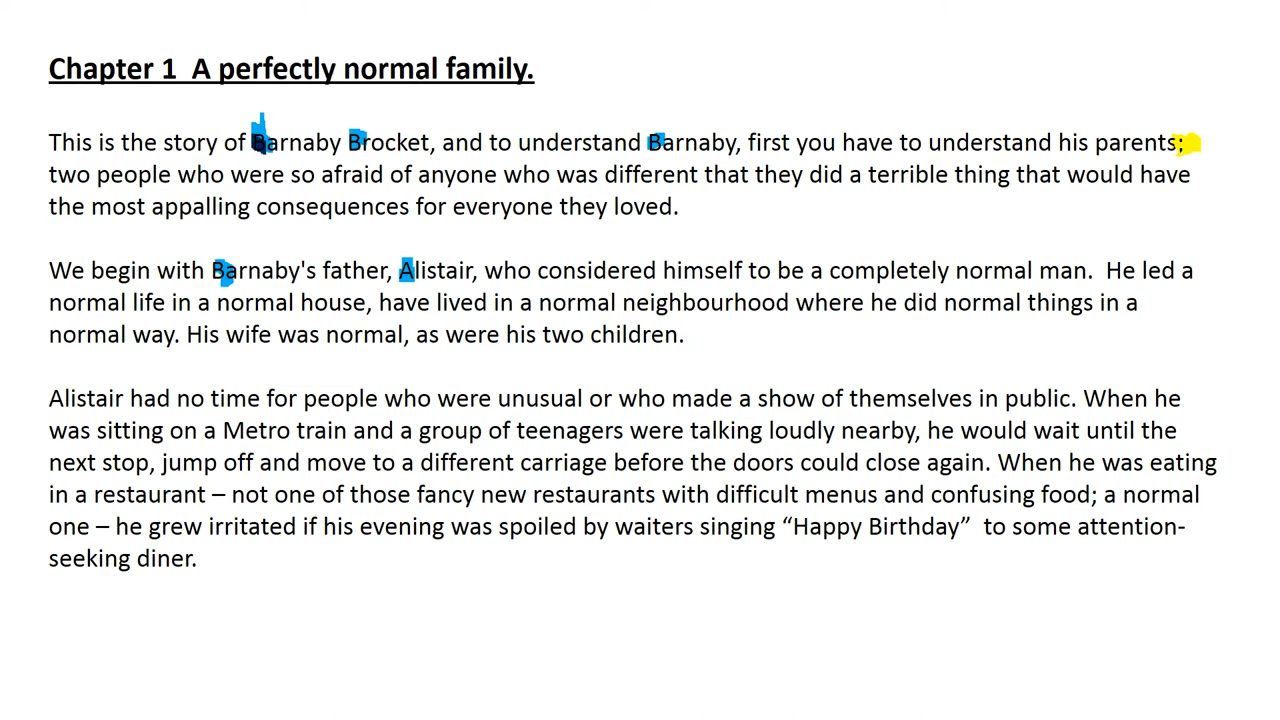 Chapter 1  A perfectly normal family.
This is the story of Barnaby Brocket, and to understand Barnaby, first you have to understand his parents;
two people who were so afraid of anyone who was different that they did a terrible thing that would have
the most appalling consequences for everyone they loved.
We begin with Barnaby's father, Alistair, who considered himself to be a completely normal man.  He led a
normal life in a normal house, have lived in a normal neighbourhood where he did normal things in a
normal way. His wife was normal, as were his two children.
Alistair had no time for people who were unusual or who made a show of themselves in public. When he
was sitting on a Metro train and a group of teenagers were talking loudly nearby, he would wait until the
next stop, jump off and move to a different carriage before the doors could close again. When he was eating
in a restaurant – not one of those fancy new restaurants with difficult menus and confusing food; a normal
one – he grew irritated if his evening was spoiled by waiters singing “Happy Birthday”  to some attention-
seeking diner.